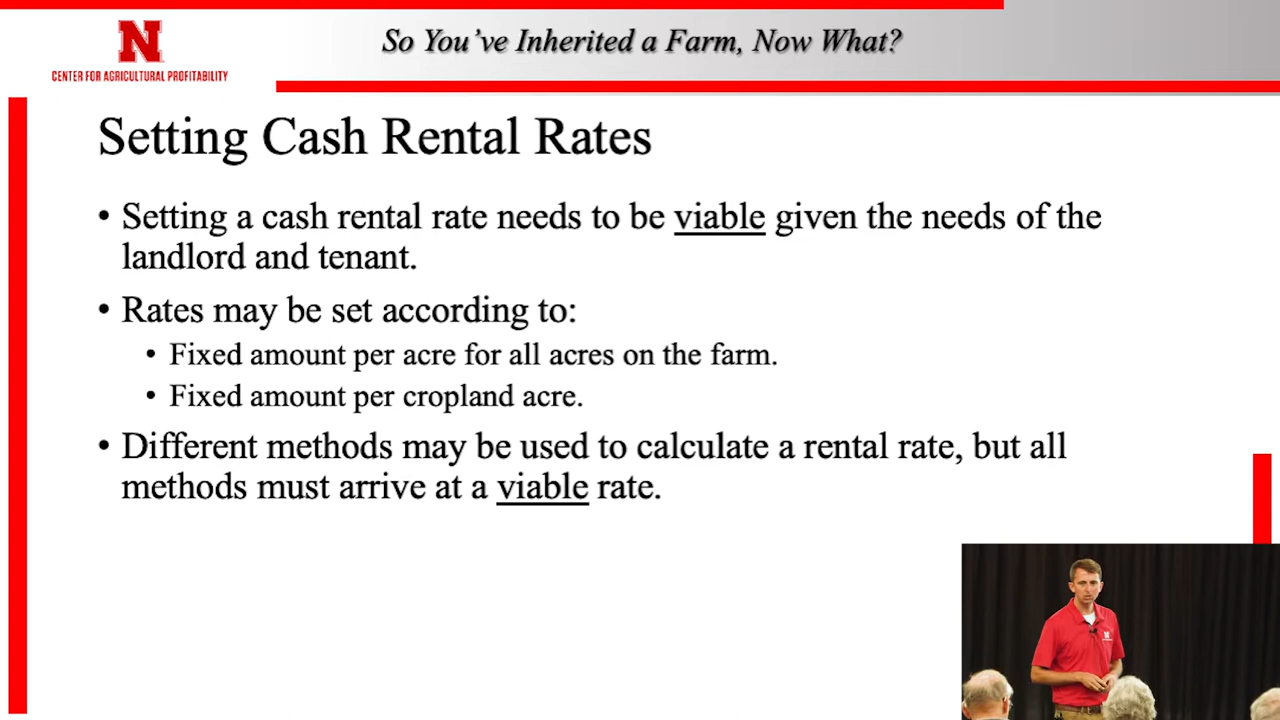 So You've Inherited a Farm, Now What?
N
CENTER FOR AGRICULTURAL PROFITABILITY
Setting Cash Rental Rates
• Setting a cash rental rate needs to be viable given the needs of the
landlord and tenant.
• Rates may be set according to:
• Fixed amount per acre for all acres on the farm.
• Fixed amount per cropland acre.
• Different methods may be used to calculate a rental rate, but all
methods must arrive at a viable rate.
N